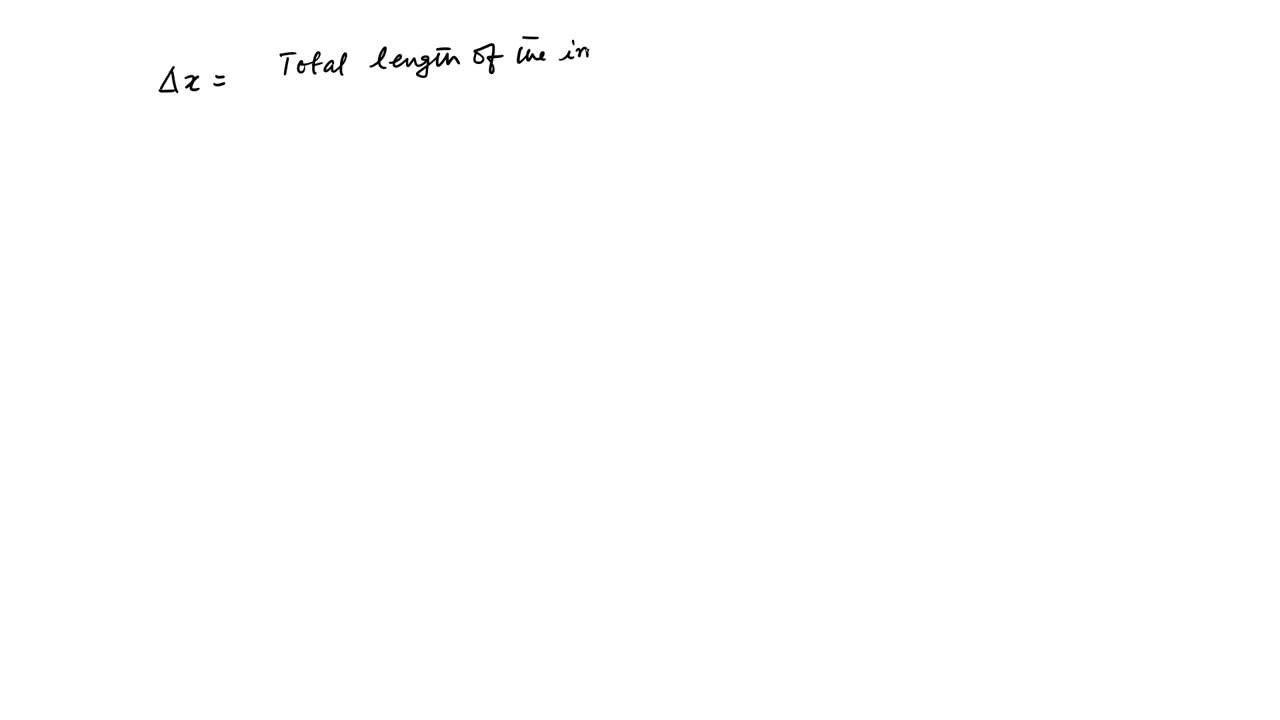 Δx = Total length of the in